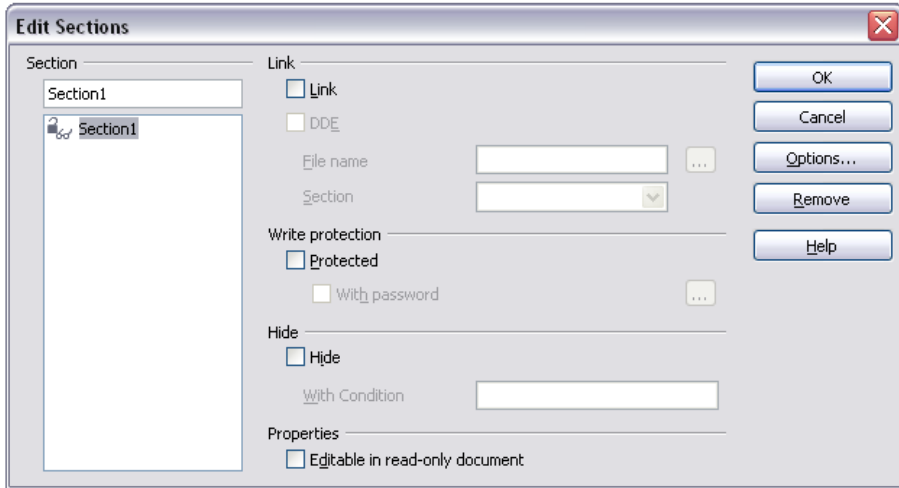 Edit Sections
Section
Section1
Section1
Link
Link
DDE
File name
...
Section
Write protection
Protected
With password
...
Hide
Hide
With Condition
Properties
Editable in read-only document
OK
Cancel
Options...
Remove
Help